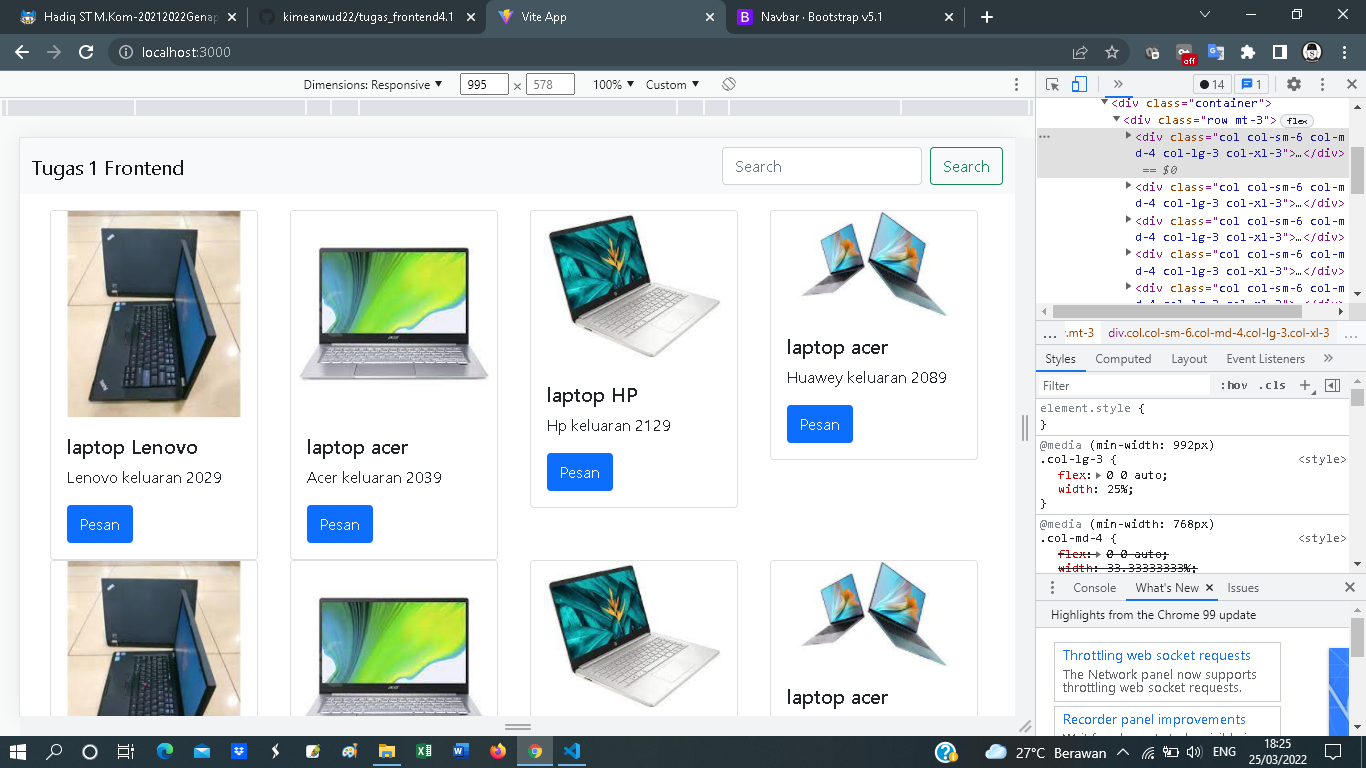 Hadiq ST M.Kom-20212022Genap
kimearwud22/tugas_frontend4.1
Vite App
Navbar · Bootstrap v5.1
localhost:3000
off
Dimensions: Responsive
995
×
578
100%
Custom
14
1
Tugas 1 Frontend
Search
Search
laptop Lenovo
Lenovo keluaran 2029
Pesan
laptop acer
Acer keluaran 2039
Pesan
laptop HP
Hp keluaran 2129
Pesan
laptop acer
Huawey keluaran 2089
Pesan
laptop acer
<div class="container">
<div class="row mt-3">
flex
<div class="col col-sm-6 col-m
d-4 col-lg-3 col-xl-3">…</div>
== $0
<div class="col col-sm-6 col-m
d-4 col-lg-3 col-xl-3">…</div>
<div class="col col-sm-6 col-m
d-4 col-lg-3 col-xl-3">…</div>
<div class="col col-sm-6 col-m
d-4 col-lg-3 col-xl-3">…</div>
<div class="col col-sm-6 col-m
d-4 col-lg-3 col-xl-3">…</div>
...
.mt-3
div.col.col-sm-6.col-md-4.col-lg-3.col-xl-3
...
Styles
Computed
Layout
Event Listeners
Filter
:hov
.cls
element.style {
}
@media (min-width: 992px)
.col-lg-3 {
<style>
flex: 0 0 auto;
width: 25%;
}
@media (min-width: 768px)
.col-md-4 {
<style>
flex: 0 0 auto;
width: 33.33333333%;
Console
What's New
Issues
Highlights from the Chrome 99 update
Throttling web socket requests
The Network panel now supports
throttling web socket requests.
Recorder panel improvements
27°C Berawan
ENG
18:25
25/03/2022